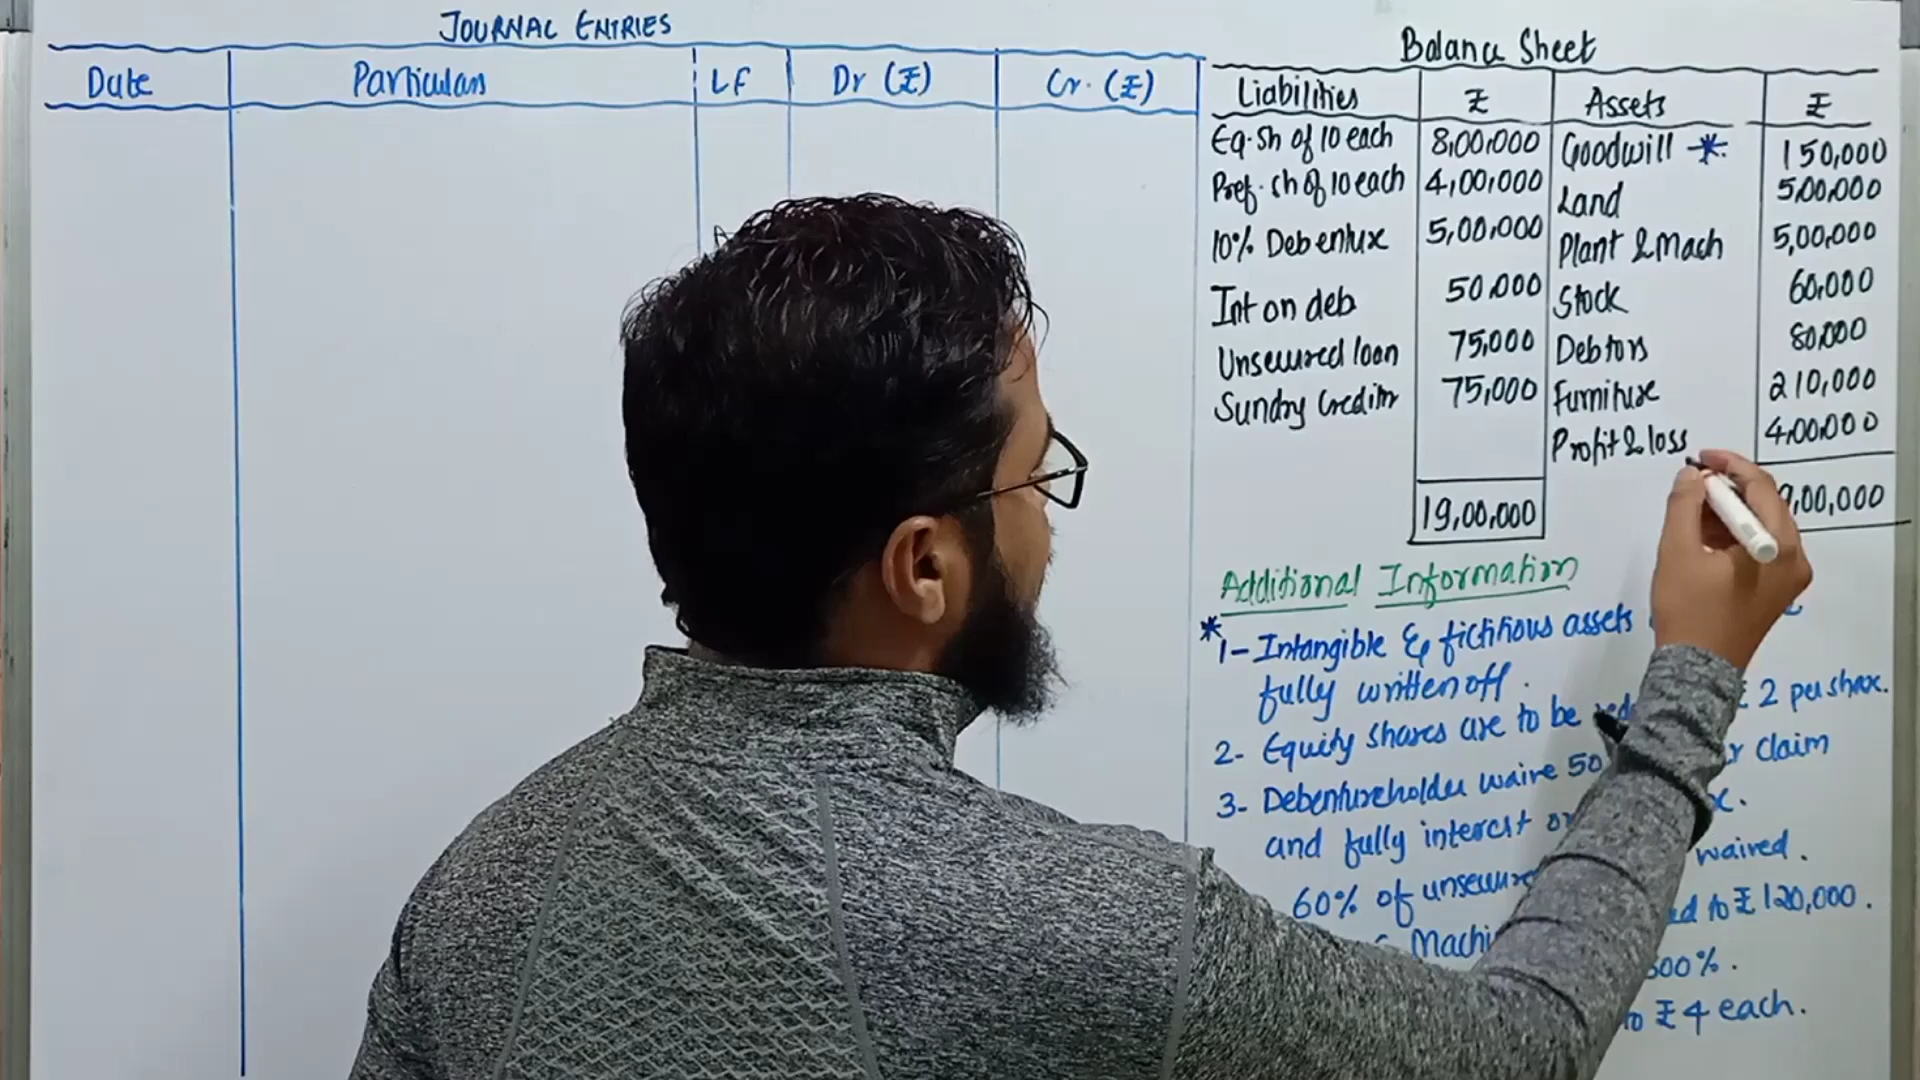 JOURNAL ENTRIES
Date Particulars LF Dr (₹) Cr. (₹)
Balance Sheet
Liabilities ₹ Assets ₹
Eq. sh of 10 each 8,00,000 Goodwill * 150,000
Pref. sh of 10 each 4,00,000 Land 5,00,000
10% Debenture 5,00,000 Plant & Mach 5,00,000
Int on deb 50,000 Stock 60,000
Unsecured loan 75,000 Debtors 80,000
Sundry Creditor 75,000 Furniture 210,000
Profit & loss 4,00,000
19,00,000 9,00,000
Additional Information
* 1- Intangible & fictitious assets
fully written off.
2- Equity shares are to be ₹ 2 per share.
3- Debentureholder waive 50 claim
and fully interest
60% of waived.
to ₹ 120,000.
300%.
to ₹ 4 each.